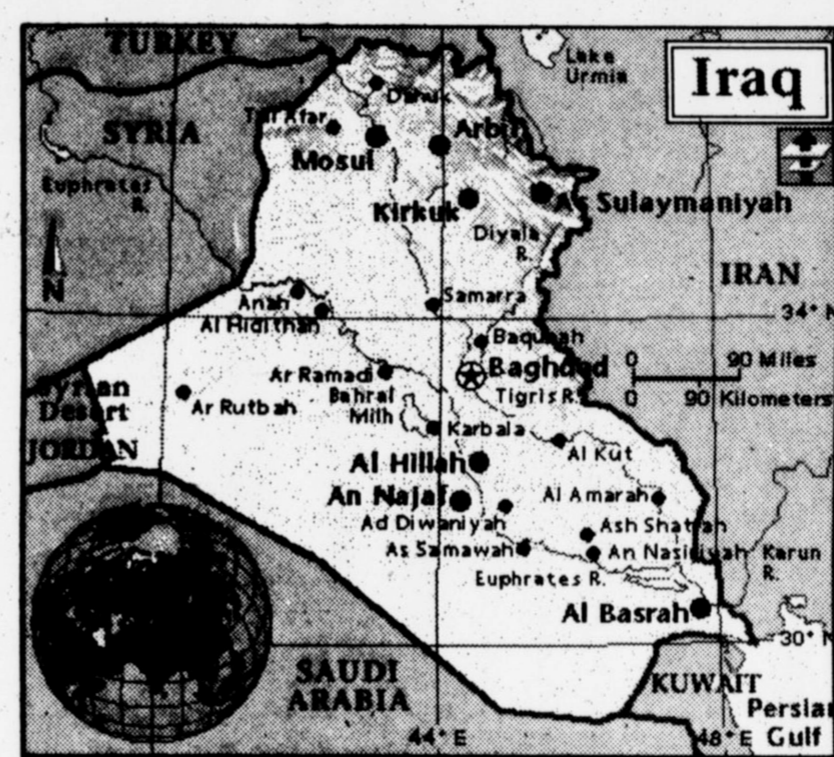 TURKEY
Lake
Urmia
Iraq
Dahuk
SYRIA
Tal Afar
Arbil
Mosul
Euphrates
R.
Kirkuk
As Sulaymaniyah
Diyala
R.
N
IRAN
Anah
Samarra
Al Hidithah
34° N
Baqubah
Baghdad
0 90 Miles
0 90 Kilometers
Syrian
Desert
Ar Ramadi
Tigris R.
Ar Rutbah
Bahral
Milh
Karbala
JORDAN
Al Kut
Al Hillah
An Najaf
Al Amarah
Ad Diwaniyah
Ash Shatrah
As Samawah
An Nasiriyah
Karun
R.
Euphrates R.
Al Basrah
30° N
SAUDI
ARABIA
KUWAIT
Persian
Gulf
44° E
48° E